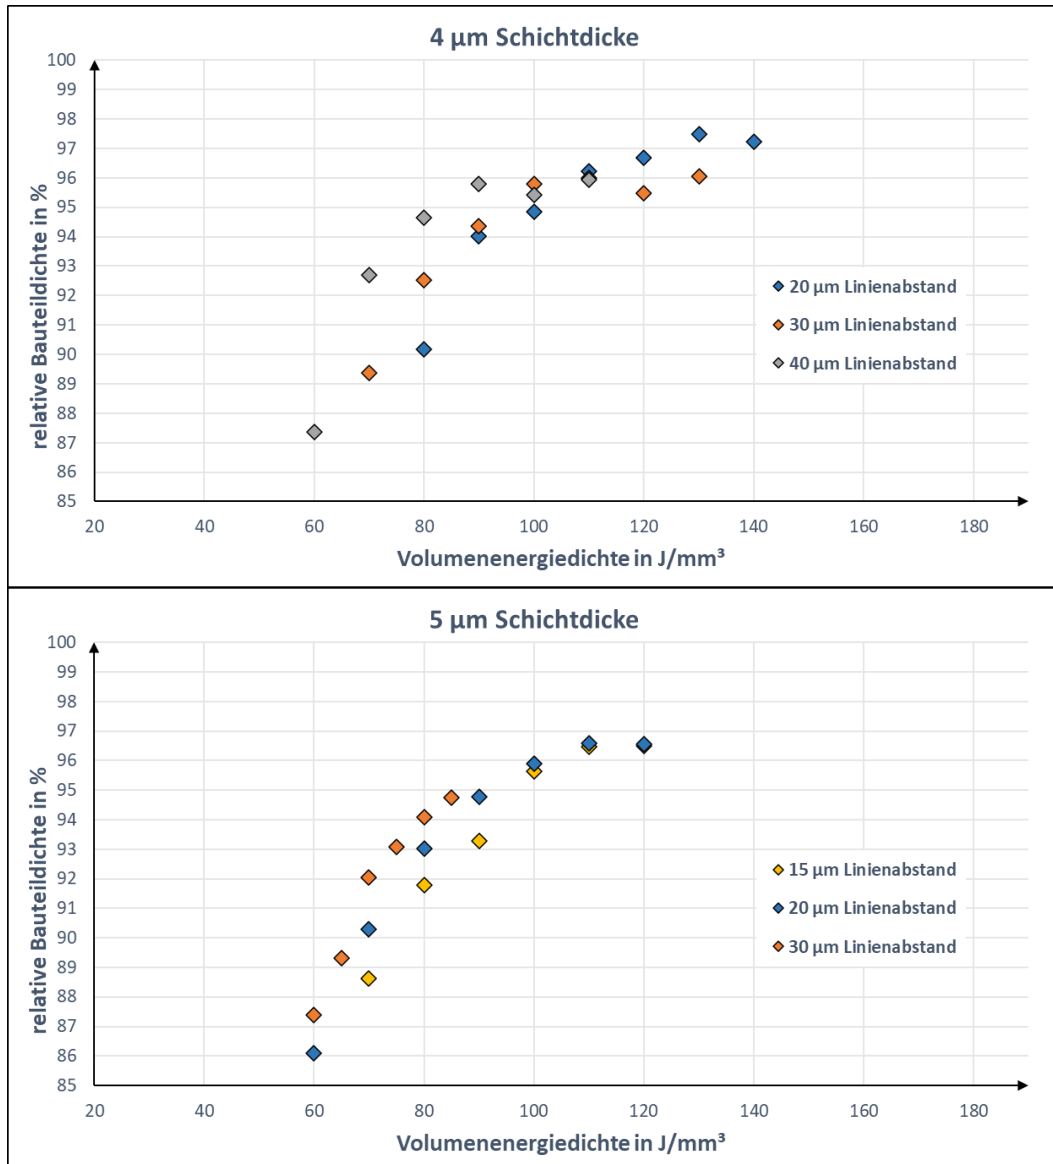 4 µm Schichtdicke
relative Bauteildichte in %
100
99
98
97
96
95
94
93
92
91
90
89
88
87
86
85
20 40 60 80 100 120 140 160 180
Volumenenergiedichte in J/mm³
20 µm Linienabstand
30 µm Linienabstand
40 µm Linienabstand
5 µm Schichtdicke
relative Bauteildichte in %
100
99
98
97
96
95
94
93
92
91
90
89
88
87
86
85
20 40 60 80 100 120 140 160 180
Volumenenergiedichte in J/mm³
15 µm Linienabstand
20 µm Linienabstand
30 µm Linienabstand